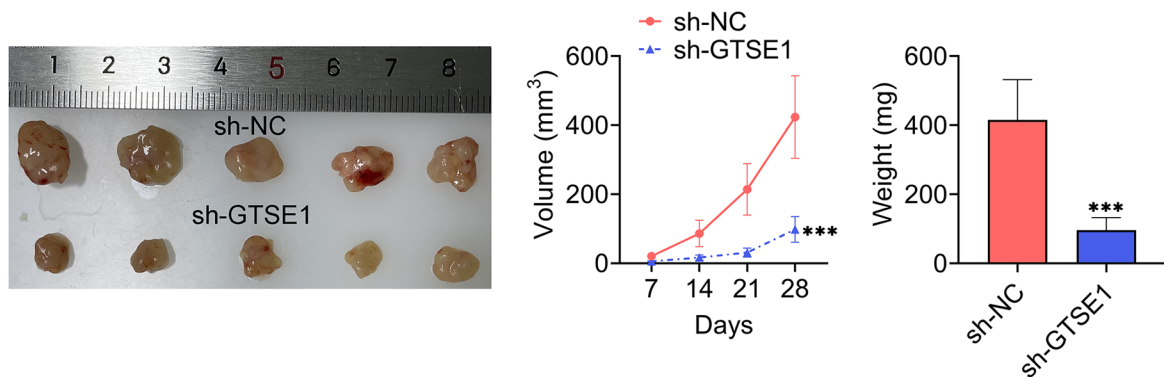 1 2 3 4 5 6 7 8
sh-NC
sh-GTSE1
sh-NC
sh-GTSE1
Volume (mm³)
600
400
200
0
7 14 21 28
***
Days
Weight (mg)
600
400
200
0
***
sh-NC
sh-GTSE1